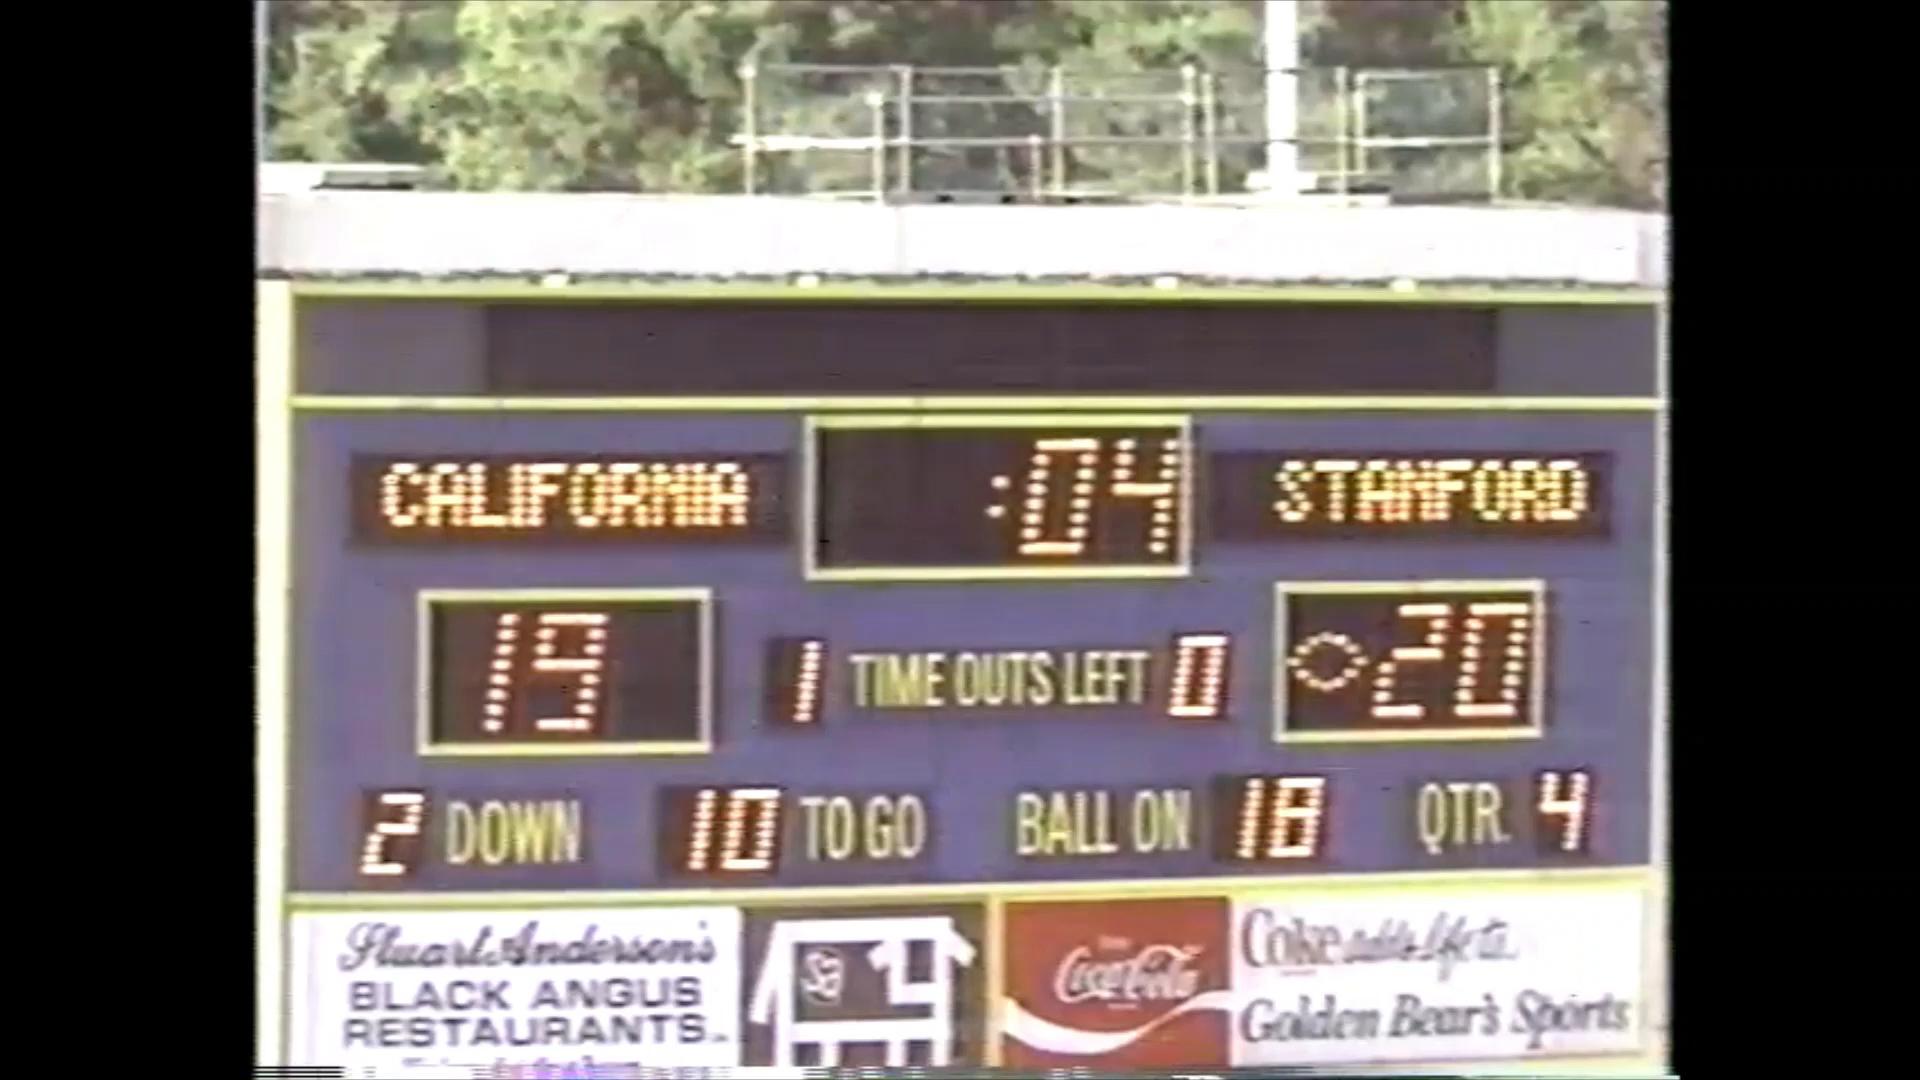 CALIFORNIA :04 STANFORD
19 1 TIME OUTS LEFT 0 20
2 DOWN 10 TO GO BALL ON 18 QTR. 4
Stuart Anderson's
BLACK ANGUS
RESTAURANTS
Coca-Cola
Coke adds life to...
Golden Bear's Sports